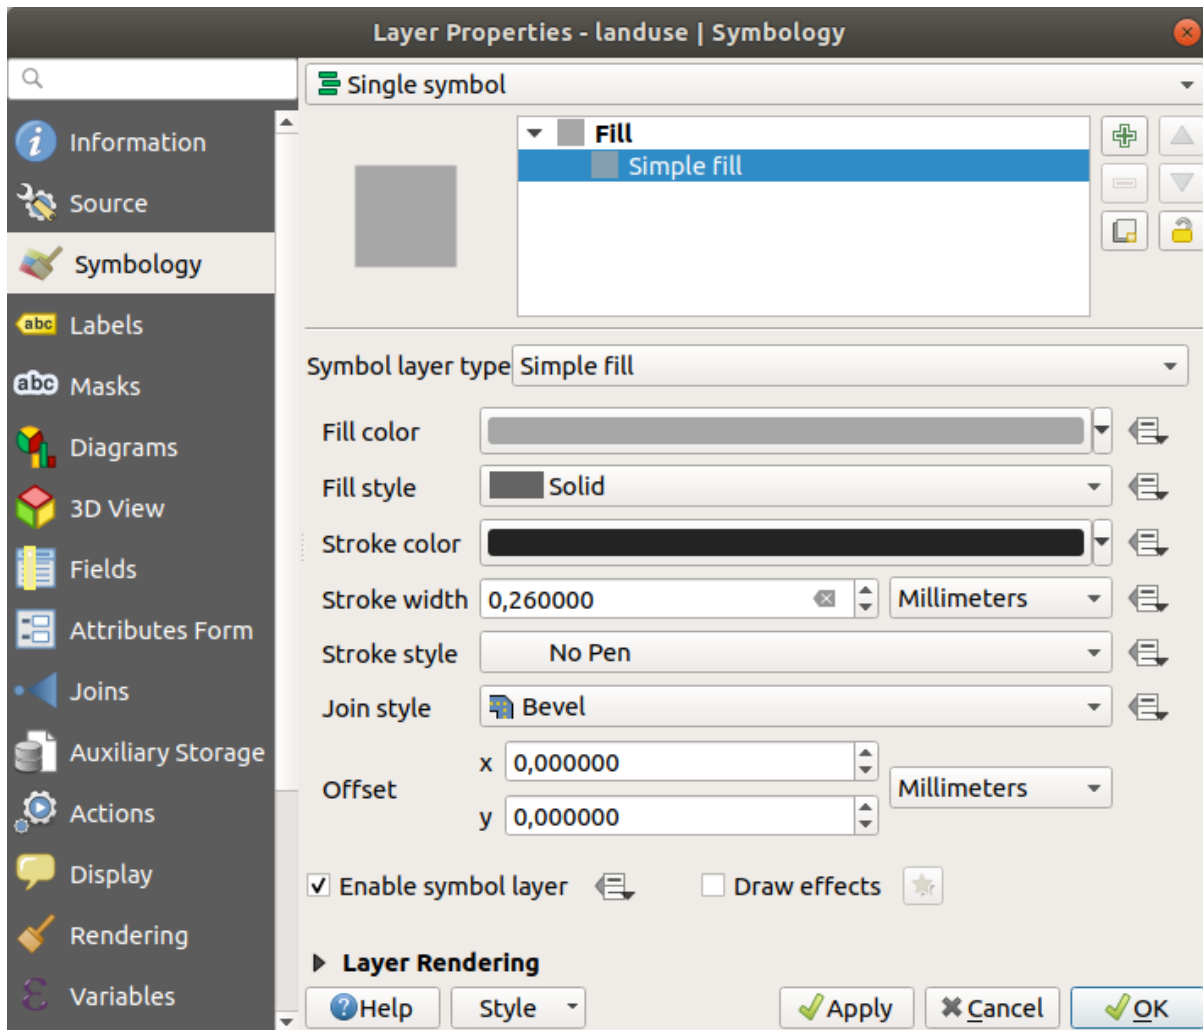 Layer Properties - landuse | Symbology
Single symbol
Information
Source
Symbology
abc Labels
abc Masks
Diagrams
3D View
Fields
Attributes Form
Joins
Auxiliary Storage
Actions
Display
Rendering
Variables
Fill
Simple fill
Symbol layer type Simple fill
Fill color
Fill style Solid
Stroke color
Stroke width 0,260000 Millimeters
Stroke style No Pen
Join style Bevel
Offset x 0,000000 Millimeters
y 0,000000
Enable symbol layer Draw effects
Layer Rendering
Help Style Apply Cancel OK